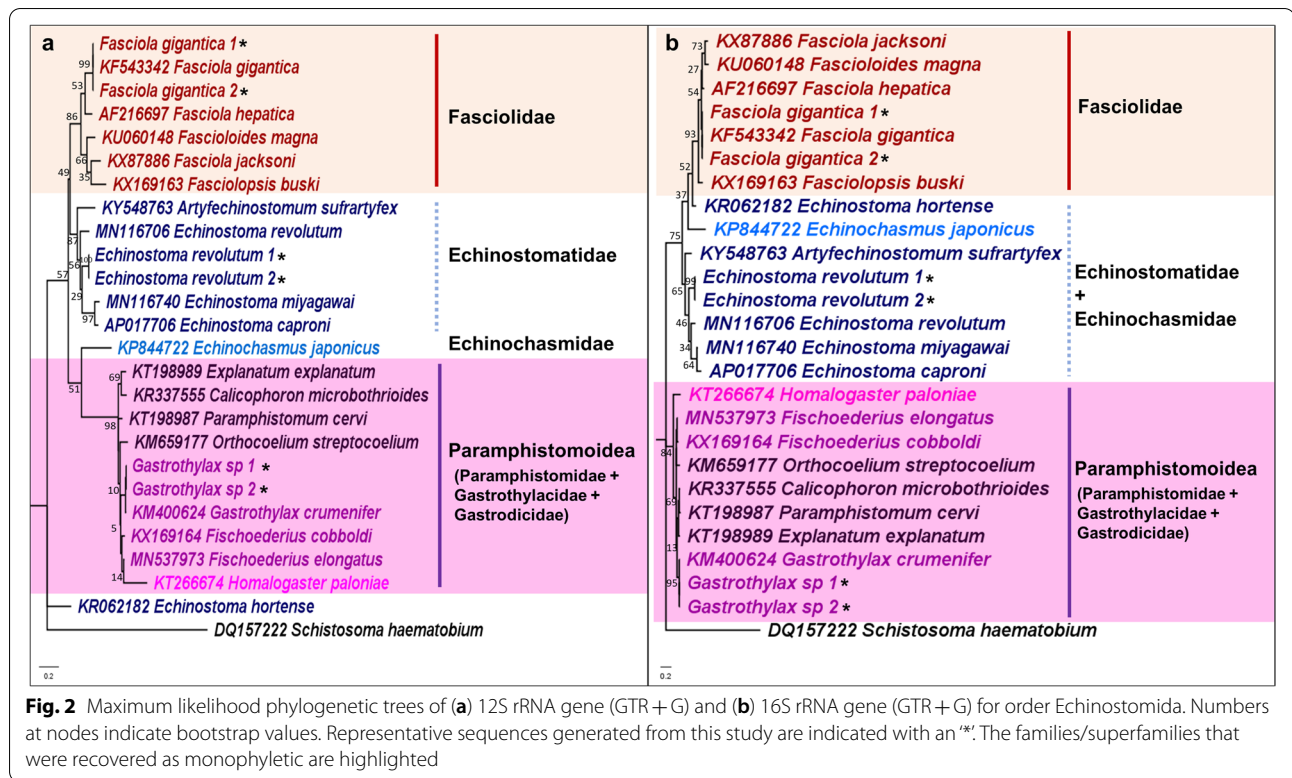 a
Fasciola gigantica 1*
99
KF543342 Fasciola gigantica
53
Fasciola gigantica 2*
86
AF216697 Fasciola hepatica
KU060148 Fascioloides magna
66
KX87886 Fasciola jacksoni
35
KX169163 Fasciolopsis buski
Fasciolidae
49
KY548763 Artyfechinostomum sufrartyfex
87
MN116706 Echinostoma revolutum
100
Echinostoma revolutum 1*
56
Echinostoma revolutum 2*
57
29
MN116740 Echinostoma miyagawai
97
AP017706 Echinostoma caproni
Echinostomatidae
KP844722 Echinochasmus japonicus
Echinochasmidae
51
KT198989 Explanatum explanatum
69
KR337555 Calicophoron microbothrioides
98
KT198987 Paramphistomum cervi
KM659177 Orthocoelium streptocoelium
Gastrothylax sp 1 *
10
Gastrothylax sp 2 *
KM400624 Gastrothylax crumenifer
5
KX169164 Fischoederius cobboldi
MN537973 Fischoederius elongatus
14
KT266674 Homalogaster paloniae
Paramphistomoidea
(Paramphistomidae +
Gastrothylacidae +
Gastrodicidae)
KR062182 Echinostoma hortense
DQ157222 Schistosoma haematobium
0.2
b
73
KX87886 Fasciola jacksoni
27
KU060148 Fascioloides magna
54
AF216697 Fasciola hepatica
Fasciola gigantica 1*
93
KF543342 Fasciola gigantica
Fasciola gigantica 2*
52
KX169163 Fasciolopsis buski
Fasciolidae
37
KR062182 Echinostoma hortense
75
KP844722 Echinochasmus japonicus
KY548763 Artyfechinostomum sufrartyfex
99
Echinostoma revolutum 1*
65
Echinostoma revolutum 2*
46
MN116706 Echinostoma revolutum
34
MN116740 Echinostoma miyagawai
64
AP017706 Echinostoma caproni
Echinostomatidae
+
Echinochasmidae
KT266674 Homalogaster paloniae
MN537973 Fischoederius elongatus
KX169164 Fischoederius cobboldi
84
KM659177 Orthocoelium streptocoelium
KR337555 Calicophoron microbothrioides
69
KT198987 Paramphistomum cervi
KT198989 Explanatum explanatum
13
KM400624 Gastrothylax crumenifer
95
Gastrothylax sp 1*
Gastrothylax sp 2*
Paramphistomoidea
(Paramphistomidae +
Gastrothylacidae +
Gastrodicidae)
DQ157222 Schistosoma haematobium
0.2
Fig. 2 Maximum likelihood phylogenetic trees of (a) 12S rRNA gene (GTR + G) and (b) 16S rRNA gene (GTR + G) for order Echinostomida. Numbers
at nodes indicate bootstrap values. Representative sequences generated from this study are indicated with an ‘*’. The families/superfamilies that
were recovered as monophyletic are highlighted